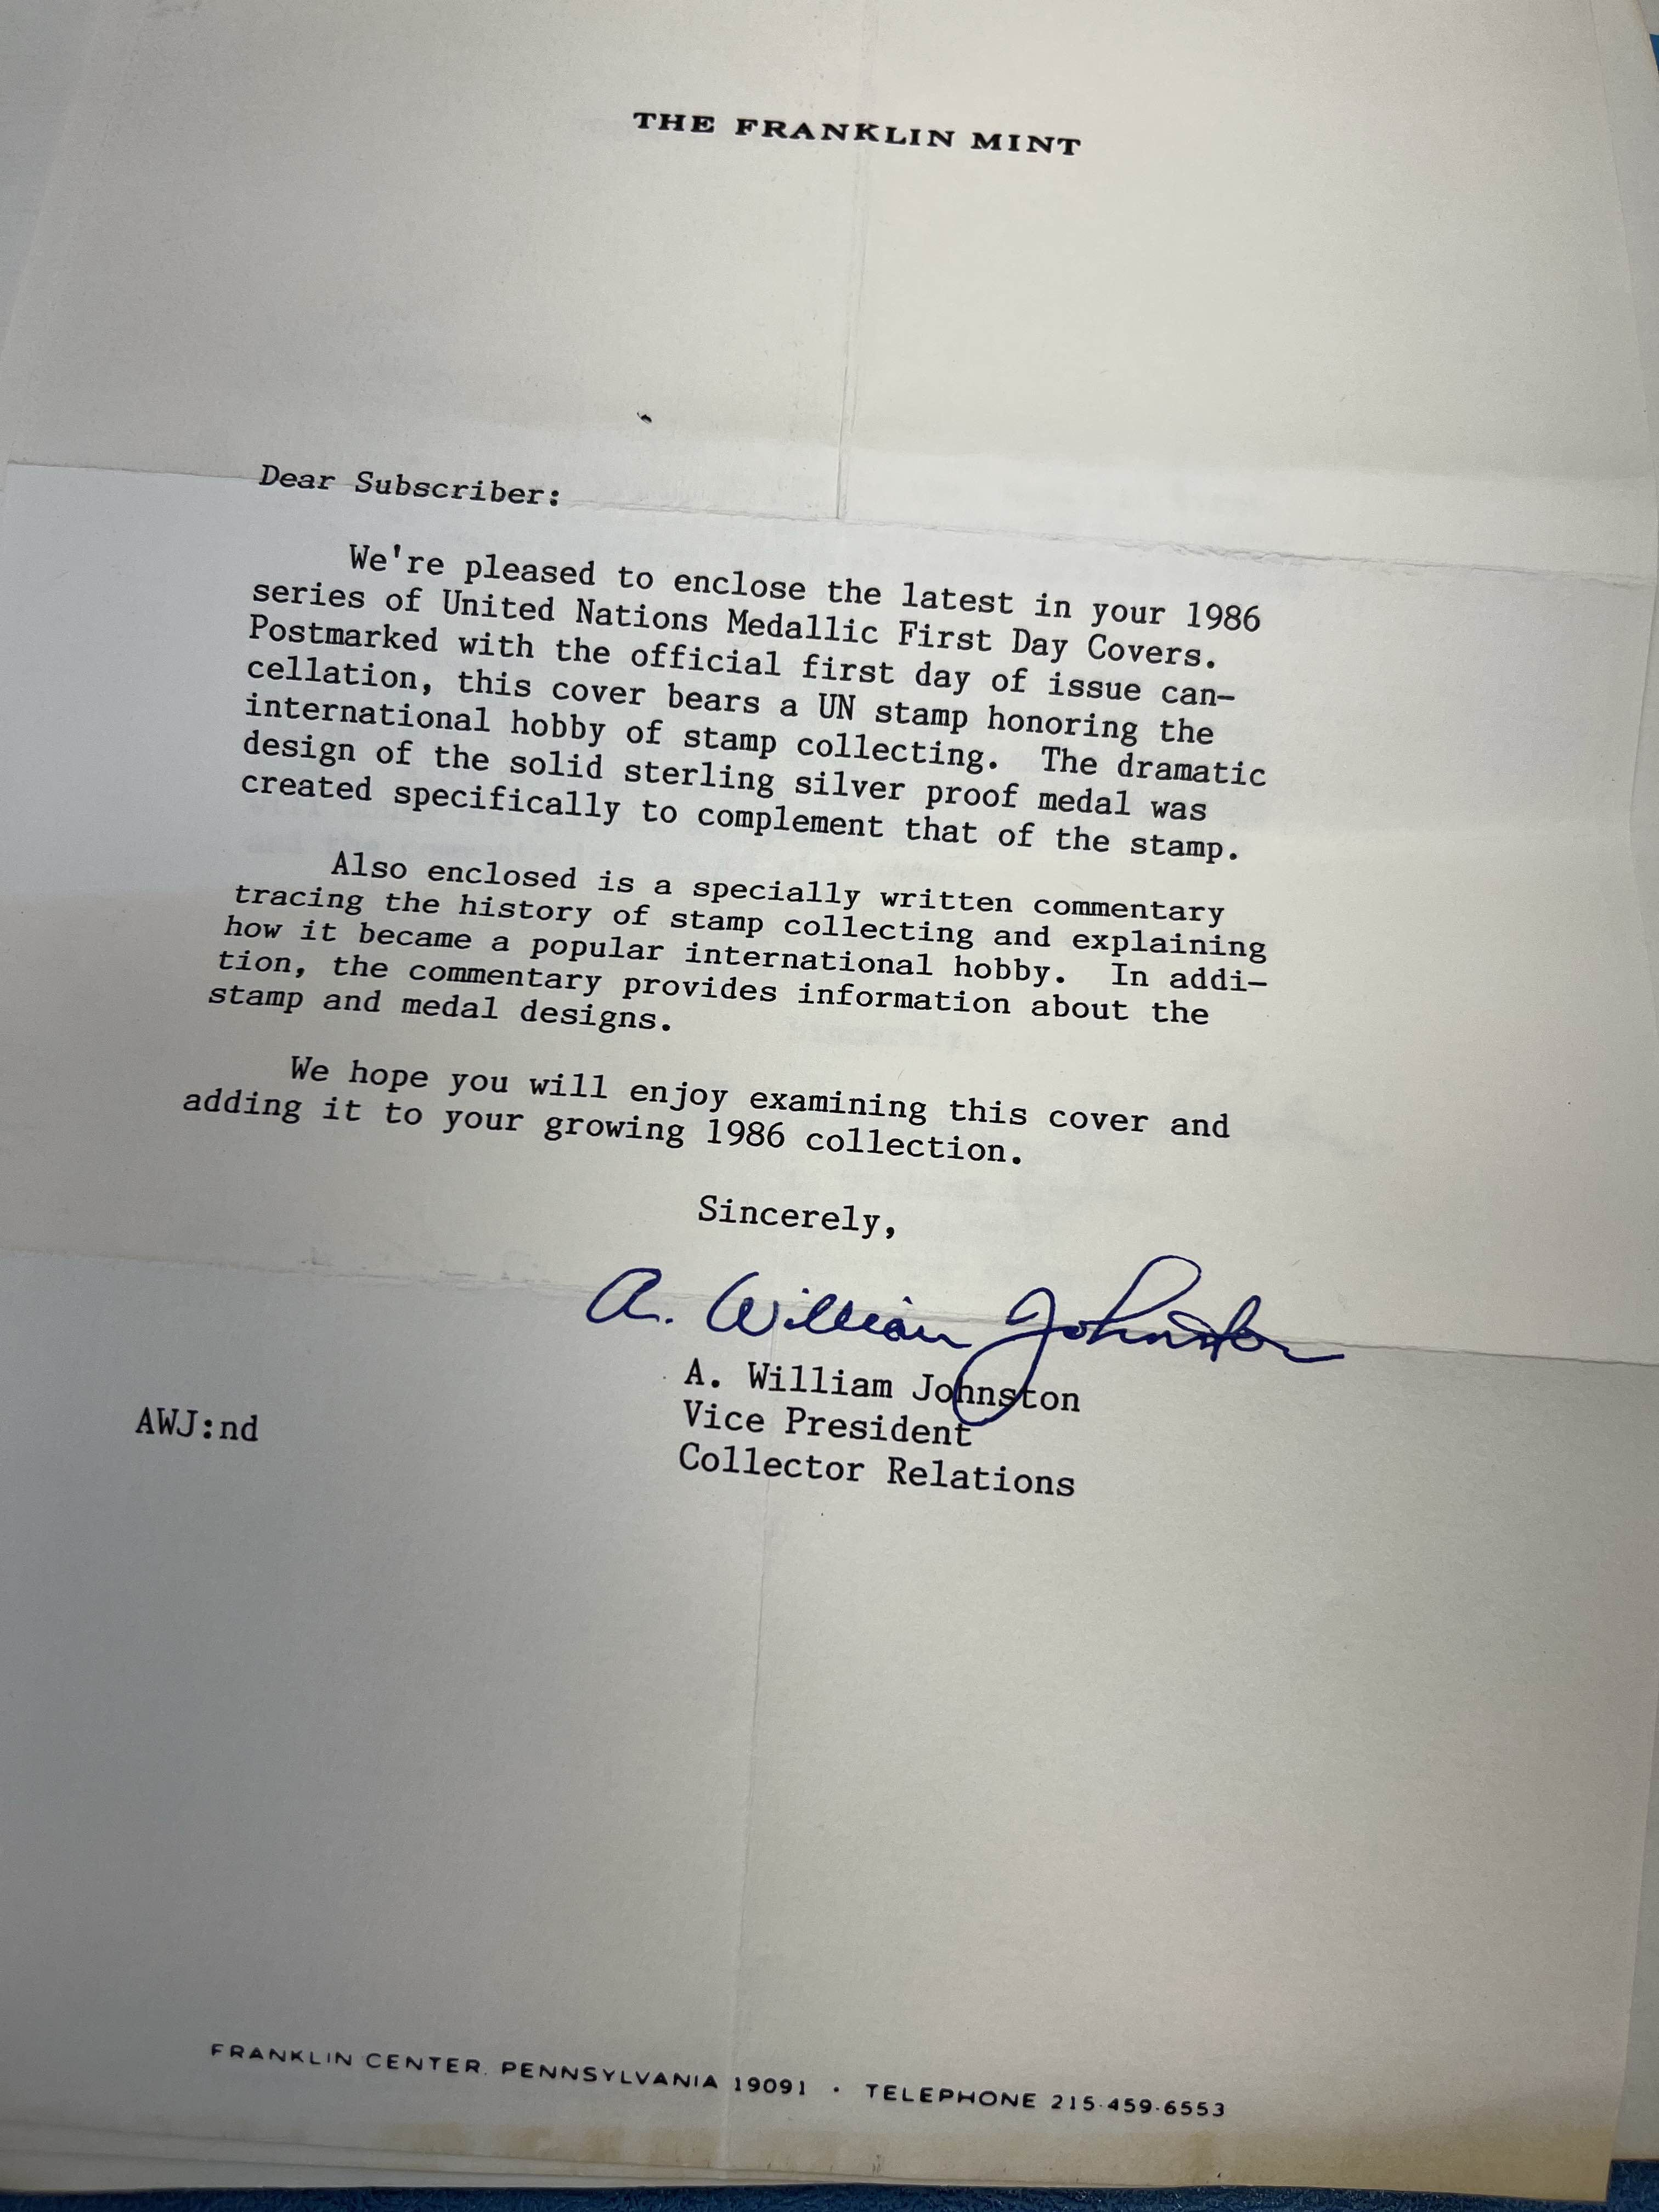 THE FRANKLIN MINT
Dear Subscriber:
We're pleased to enclose the latest in your 1986
series of United Nations Medallic First Day Covers.
Postmarked with the official first day of issue can-
cellation, this cover bears a UN stamp honoring the
international hobby of stamp collecting. The dramatic
design of the solid sterling silver proof medal was
created specifically to complement that of the stamp.
Also enclosed is a specially written commentary
tracing the history of stamp collecting and explaining
how it became a popular international hobby. In addi-
tion, the commentary provides information about the
stamp and medal designs.
We hope you will enjoy examining this cover and
adding it to your growing 1986 collection.
Sincerely,
A. William Johnston
A. William Johnston
Vice President
Collector Relations
AWJ:nd
FRANKLIN CENTER, PENNSYLVANIA 19091 • TELEPHONE 215·459·6553